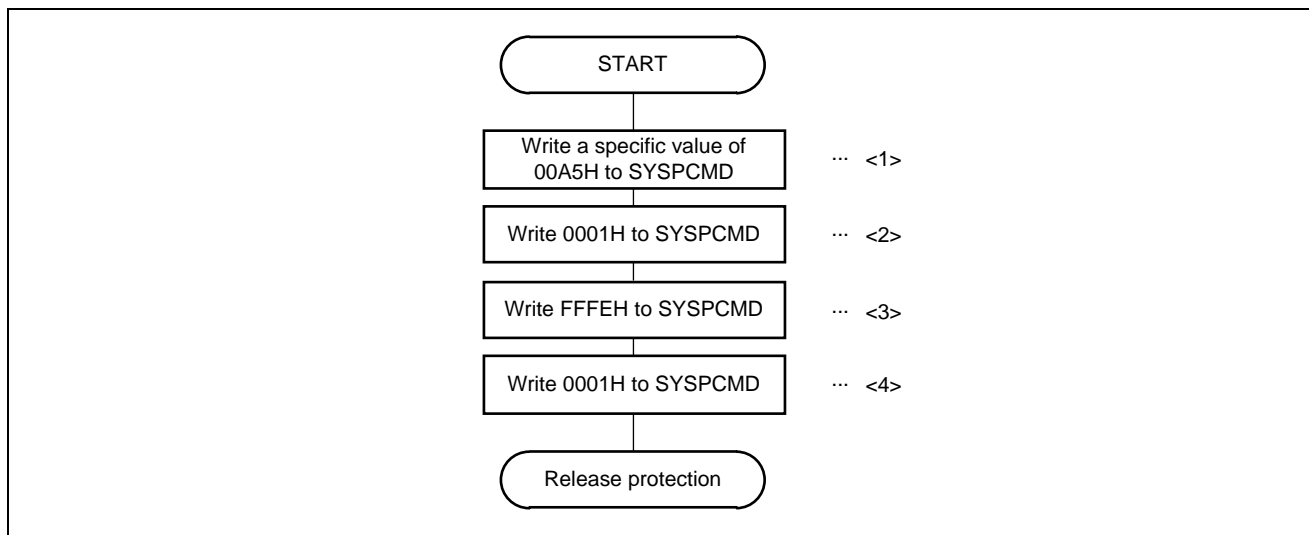 START
Write a specific value of
00A5H to SYSPCMD
··· <1>
Write 0001H to SYSPCMD
··· <2>
Write FFFEH to SYSPCMD
··· <3>
Write 0001H to SYSPCMD
··· <4>
Release protection